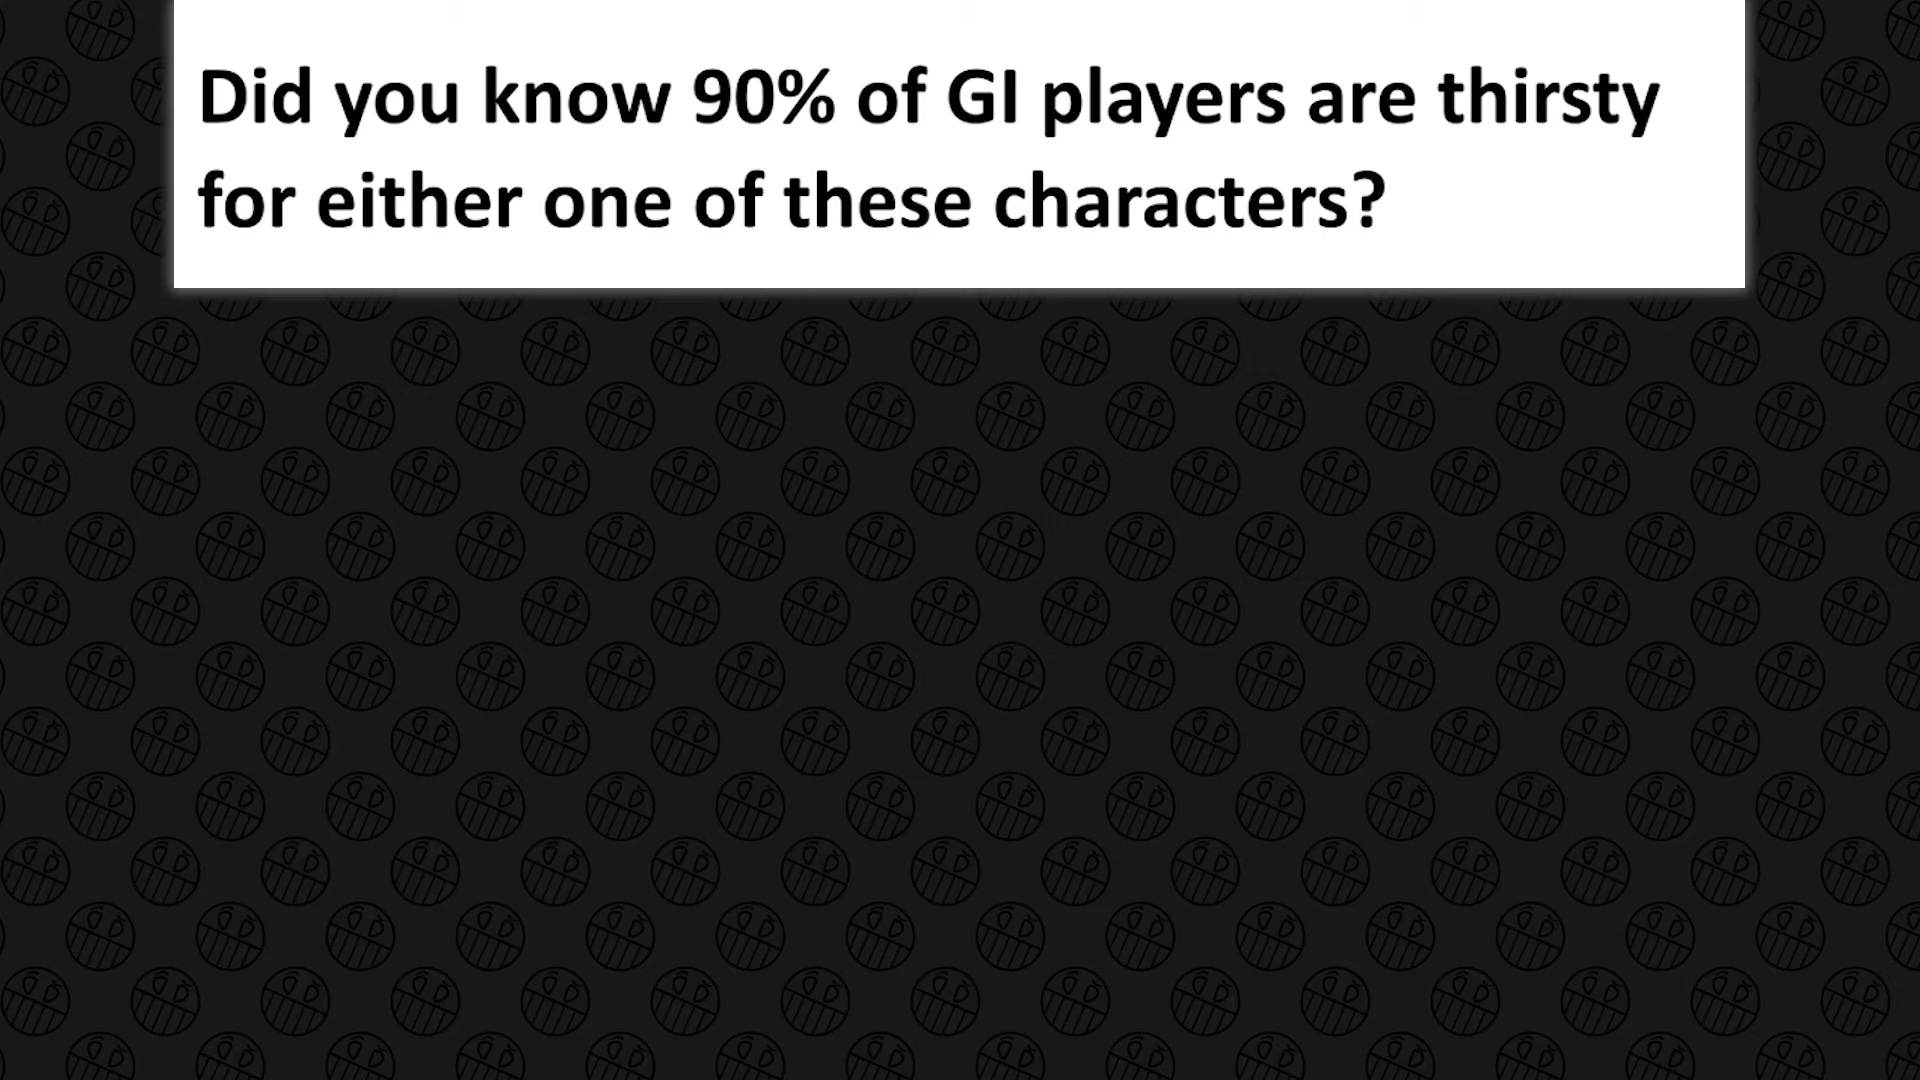 Did you know 90% of GI players are thirsty
for either one of these characters?